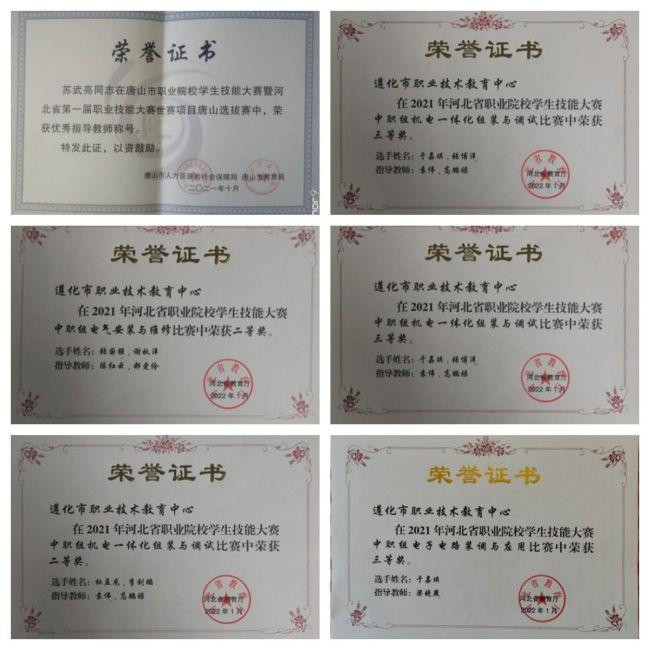 荣誉证书
苏武亮同志在唐山市职业院校学生技能大赛暨河
北省第一届职业技能大赛世赛项目唐山选拔赛中，荣
获优秀指导教师称号。
特发此证，以资鼓励。
唐山市人力资源和社会保障局 唐山市教育局
二〇二一年十月
荣誉证书
遵化市职业技术教育中心
在2021年河北省职业院校学生技能大赛
中职组机电一体化组装与调试比赛中荣获
三等奖。
选手姓名：于嘉琪，张博洋
指导教师：袁伟，高鹏禄
河北省教育厅
2022年1月
荣誉证书
遵化市职业技术教育中心
在2021年河北省职业院校学生技能大赛
中职组电气安装与维修比赛中荣获二等奖。
选手姓名：谢秋洋
指导教师：陈红云，郝爱伶
河北省教育厅
2022年1月
荣誉证书
遵化市职业技术教育中心
在2021年河北省职业院校学生技能大赛
中职组机电一体化组装与调试比赛中荣获
三等奖。
选手姓名：于嘉琪，张博洋
指导教师：袁伟，高鹏禄
河北省教育厅
2022年1月
荣誉证书
遵化市职业技术教育中心
在2021年河北省职业院校学生技能大赛
中职组机电一体化组装与调试比赛中荣获
二等奖。
选手姓名：杜孟龙，李创鹏
指导教师：袁伟，高鹏禄
河北省教育厅
2022年1月
荣誉证书
遵化市职业技术教育中心
在2021年河北省职业院校学生技能大赛
中职组电子电路装调与应用比赛中荣获
三等奖。
选手姓名：于嘉琪
指导教师：梁晓燕
河北省教育厅
2022年1月